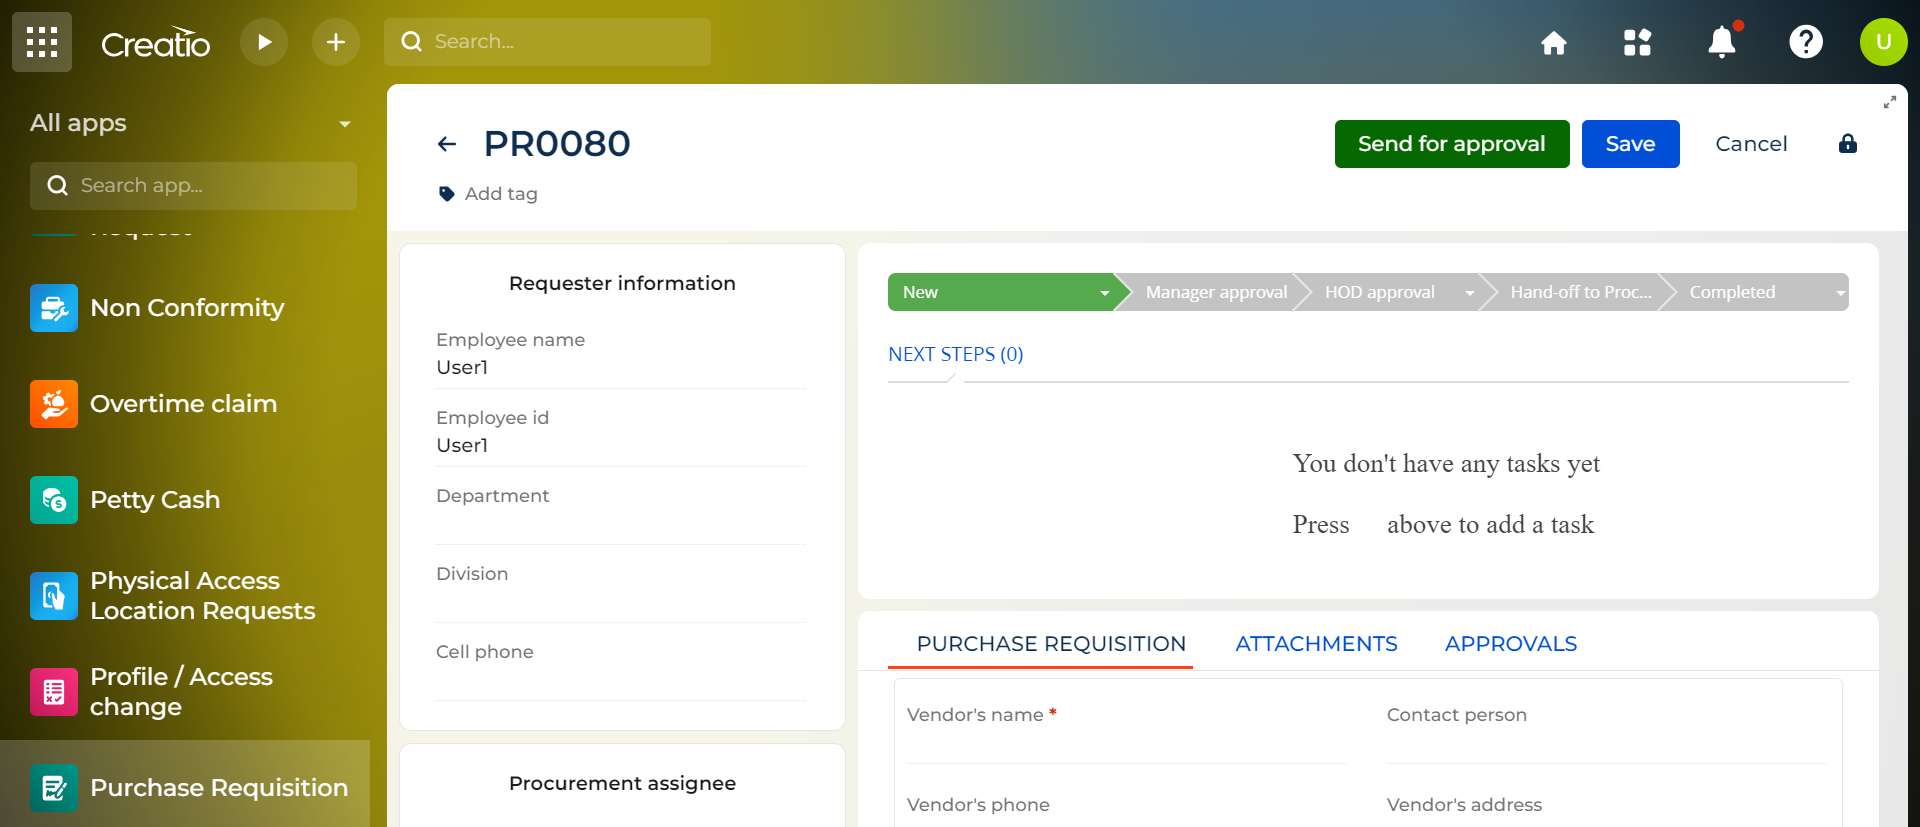 Creatio
Search...
U
All apps
Search app...
Request
Non Conformity
Overtime claim
Petty Cash
Physical Access
Location Requests
Profile / Access
change
Purchase Requisition
PR0080
Add tag
Send for approval
Save
Cancel
Requester information
Employee name
User1
Employee id
User1
Department
Division
Cell phone
Procurement assignee
New
Manager approval
HOD approval
Hand-off to Proc...
Completed
NEXT STEPS (0)
You don't have any tasks yet
Press above to add a task
PURCHASE REQUISITION
ATTACHMENTS
APPROVALS
Vendor's name *
Contact person
Vendor's phone
Vendor's address